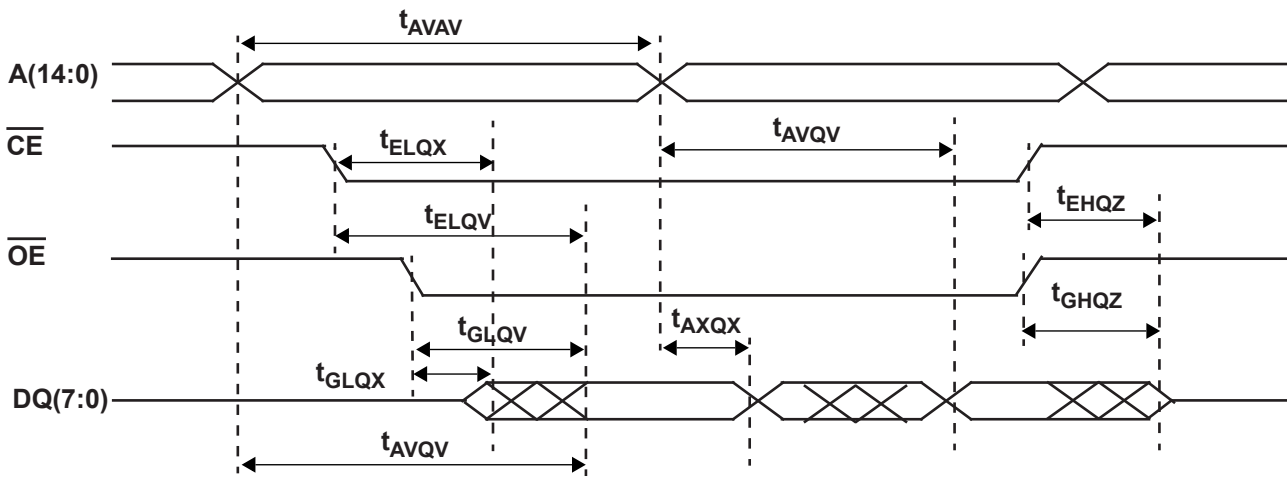 tAVAV
A(14:0)
CE
tELQX
tAVQV
tELQV
tEHQZ
OE
tGLQV
tAXQX
tGHQZ
tGLQX
DQ(7:0)
tAVQV